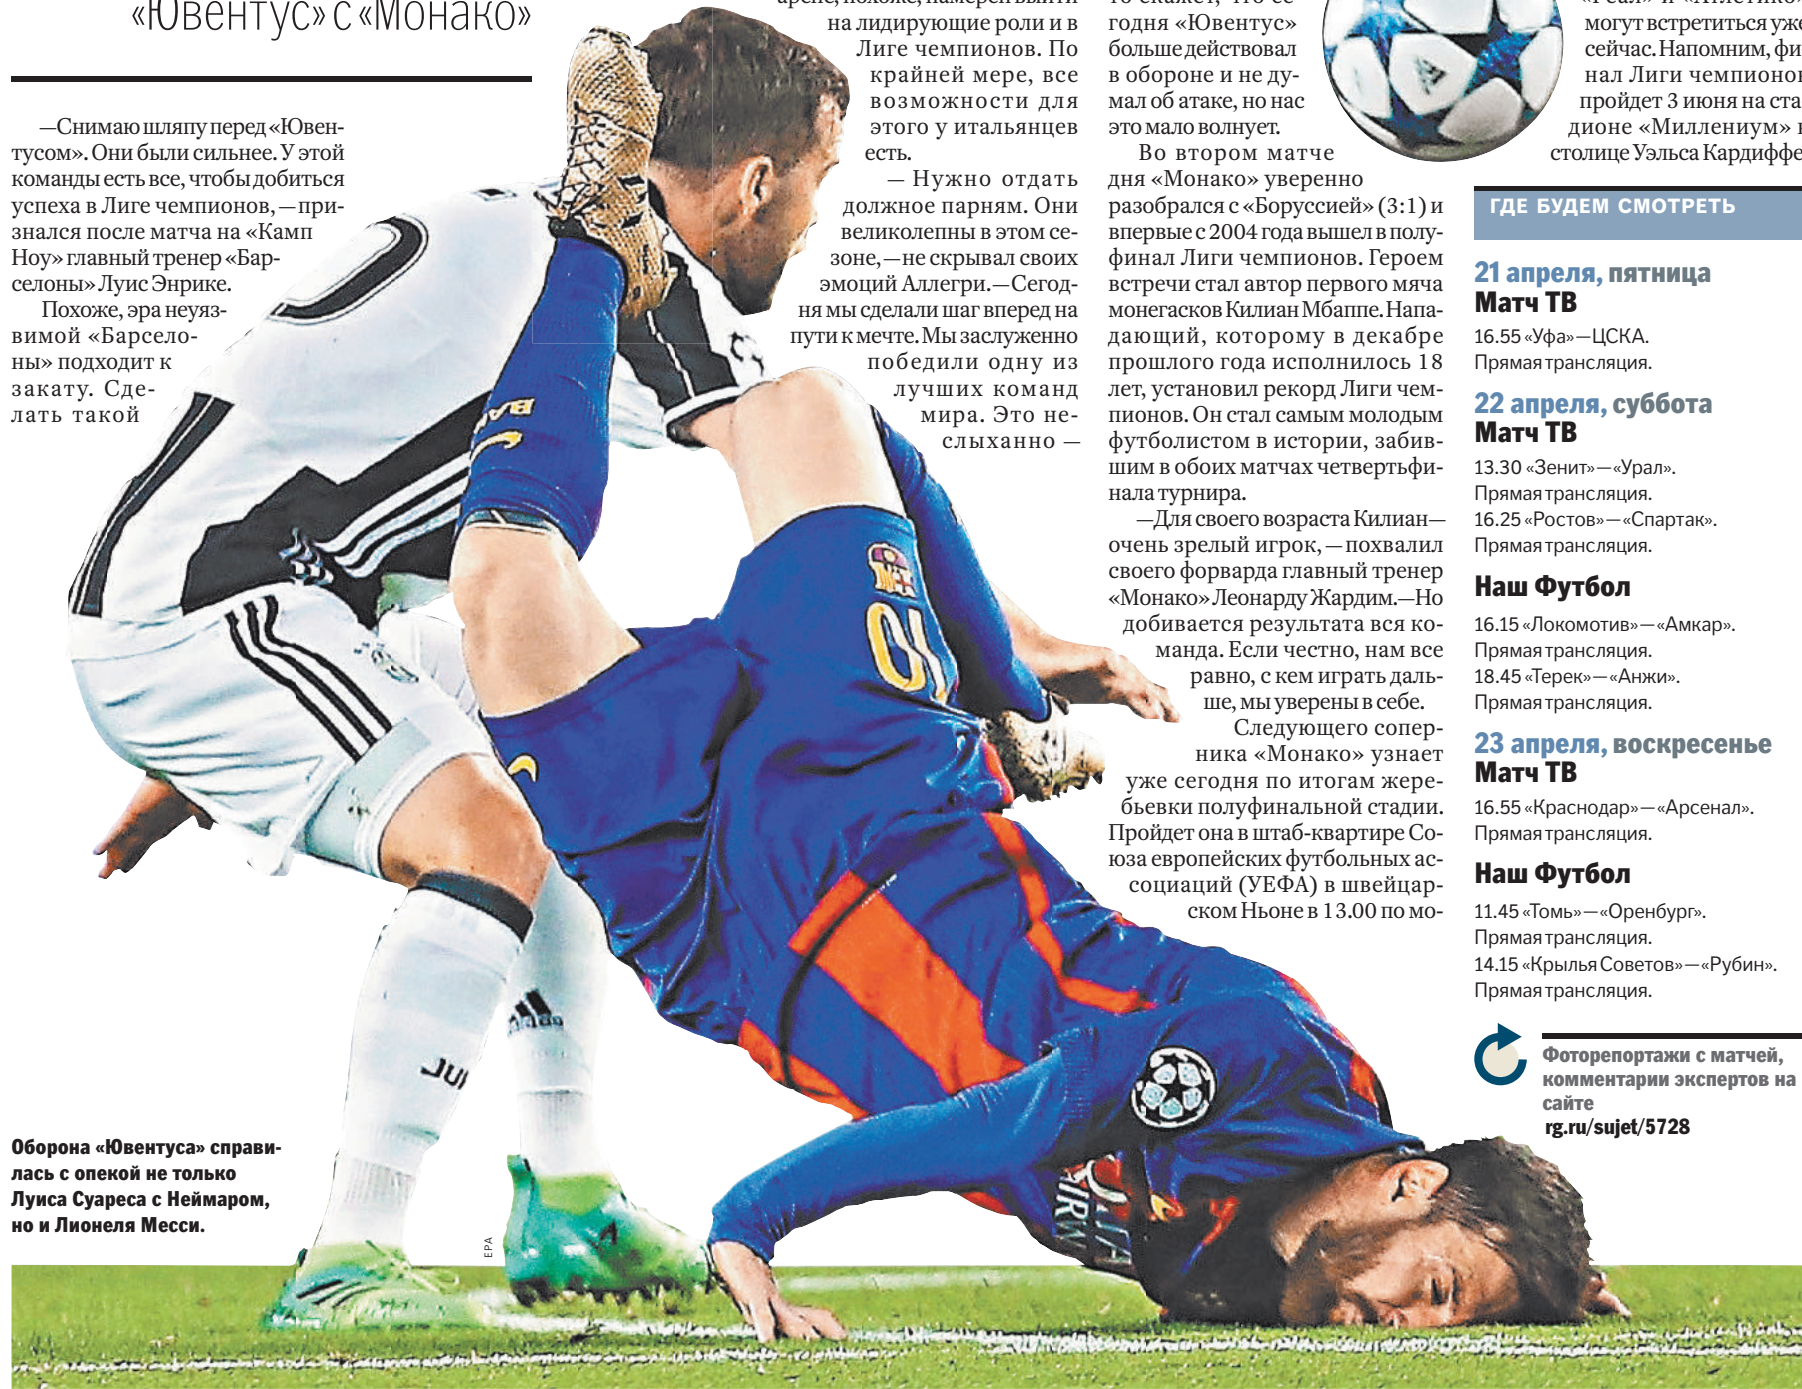 «Ювентус» с «Монако»
—Снимаю шляпу перед «Ювен-
тусом». Они были сильнее. У этой
команды есть все, чтобы добиться
успеха в Лиге чемпионов,—при-
знался после матча на «Камп
Ноу» главный тренер «Бар-
селоны» Луис Энрике.
Похоже, эра неуяз-
вимой «Барсело-
ны» подходит к
закату. Сде-
лать такой
Оборона «Ювентуса» справи-
лась с опекой не только
Луиса Суареса с Неймаром,
но и Лионеля Месси.
EPA
JU
на лидирующие роли и в
Лиге чемпионов. По
крайней мере, все
возможности для
этого у итальянцев
есть.
— Нужно отдать
должное парням. Они
великолепны в этом се-
зоне,—не скрывал своих
эмоций Аллегри.—Сегод-
ня мы сделали шаг вперед на
пути к мечте. Мы заслуженно
победили одну из
лучших команд
мира. Это не-
слыханно —
годня «Ювентус»
больше действовал
в обороне и не ду-
мал об атаке, но нас
это мало волнует.
Во втором матче
дня «Монако» уверенно
разобрался с «Боруссией» (3:1) и
впервые с 2004 года вышел в полу-
финал Лиги чемпионов. Героем
встречи стал автор первого мяча
монегасков Килиан Мбаппе. Напа-
дающий, которому в декабре
прошлого года исполнилось 18
лет, установил рекорд Лиги чем-
пионов. Он стал самым молодым
футболистом в истории, забив-
шим в обоих матчах четвертьфи-
нала турнира.
—Для своего возраста Килиан—
очень зрелый игрок,—похвалил
своего форварда главный тренер
«Монако» Леонарду Жардим.—Но
добивается результата вся ко-
манда. Если честно, нам все
равно, с кем играть даль-
ше, мы уверены в себе.
Следующего сопер-
ника «Монако» узнает
уже сегодня по итогам жере-
бьевки полуфинальной стадии.
Пройдет она в штаб-квартире Со-
юза европейских футбольных ас-
социаций (УЕФА) в швейцар-
ском Ньоне в 13.00 по мо-
10
могут встретиться уже
сейчас. Напомним, фи-
нал Лиги чемпионов
пройдет 3 июня на ста-
дионе «Миллениум» в
столице Уэльса Кардиффе
ГДЕ БУДЕМ СМОТРЕТЬ
21 апреля, пятница
Матч ТВ
16.55 «Уфа»—ЦСКА.
Прямая трансляция.
22 апреля, суббота
Матч ТВ
13.30 «Зенит»—«Урал».
Прямая трансляция.
16.25 «Ростов»—«Спартак».
Прямая трансляция.
Наш Футбол
16.15 «Локомотив»—«Амкар».
Прямая трансляция.
18.45 «Терек»—«Анжи».
Прямая трансляция.
23 апреля, воскресенье
Матч ТВ
16.55 «Краснодар»—«Арсенал».
Прямая трансляция.
Наш Футбол
11.45 «Томь»—«Оренбург».
Прямая трансляция.
14.15 «Крылья Советов»—«Рубин».
Прямая трансляция.
Фоторепортажи с матчей,
комментарии экспертов на
сайте
rg.ru/sujet/5728